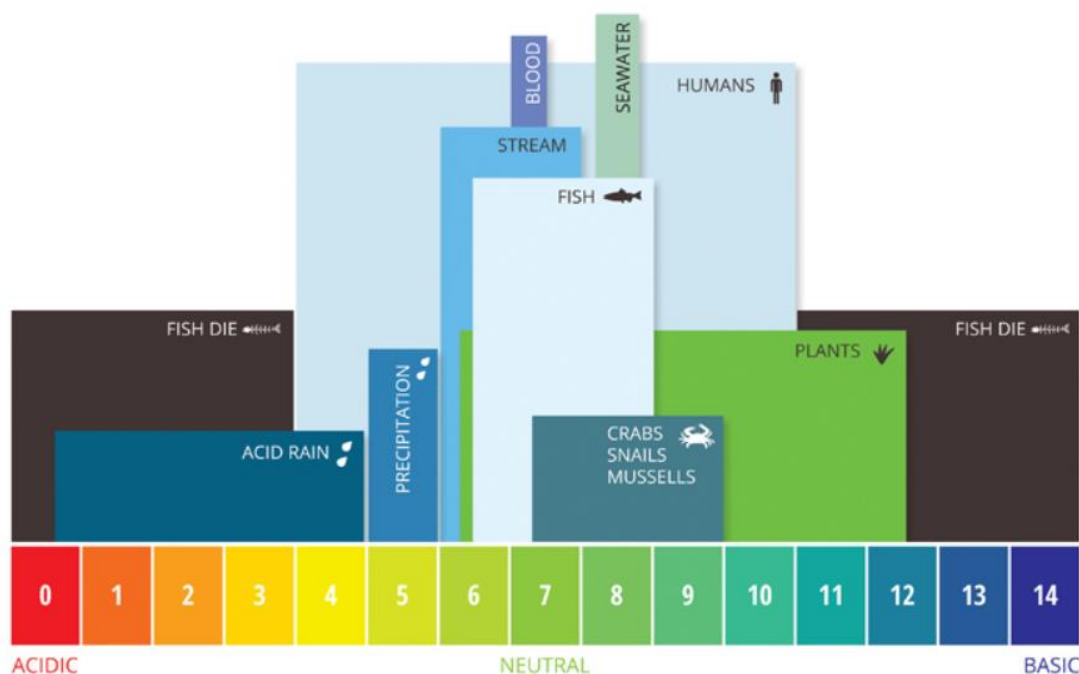 BLOOD
SEAWATER
HUMANS
STREAM
FISH
FISH DIE
FISH DIE
PLANTS
PRECIPITATION
ACID RAIN
CRABS
SNAILS
MUSSELLS
0 1 2 3 4 5 6 7 8 9 10 11 12 13 14
ACIDIC NEUTRAL BASIC